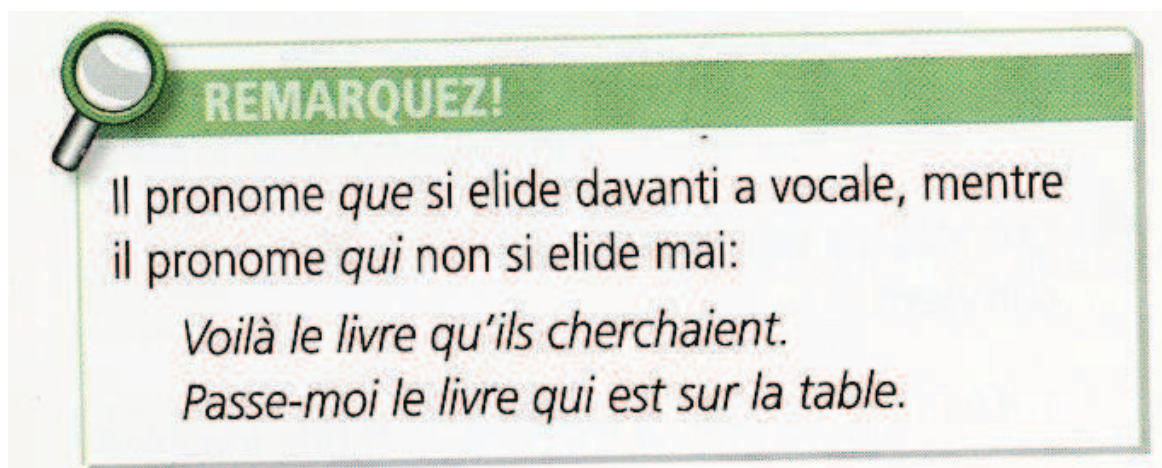 REMARQUEZ!
Il pronome que si elide davanti a vocale, mentre
il pronome qui non si elide mai:
Voilà le livre qu'ils cherchaient.
Passe-moi le livre qui est sur la table.